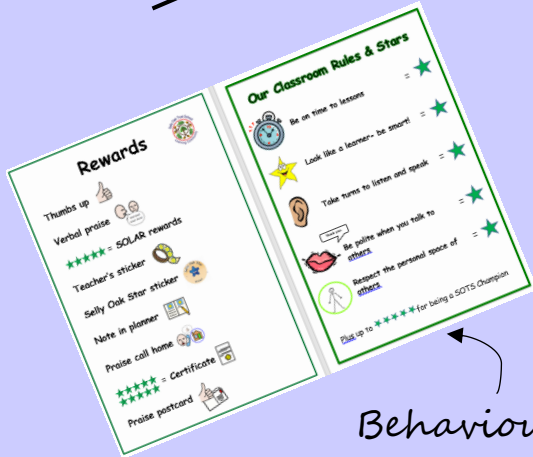 Rewards
Thumbs up
Verbal praise
= SOLAR rewards
Teacher's sticker
Selly Oak Star sticker
Note in planner
Praise call home
= Certificate
Praise postcard
Our Classroom Rules & Stars
Be on time to lessons =
Look like a learner- be smart! =
Take turns to listen and speak =
Be polite when you talk to =
others
Respect the personal space of =
others
Plus up to for being a SOTS Champion
Behaviou